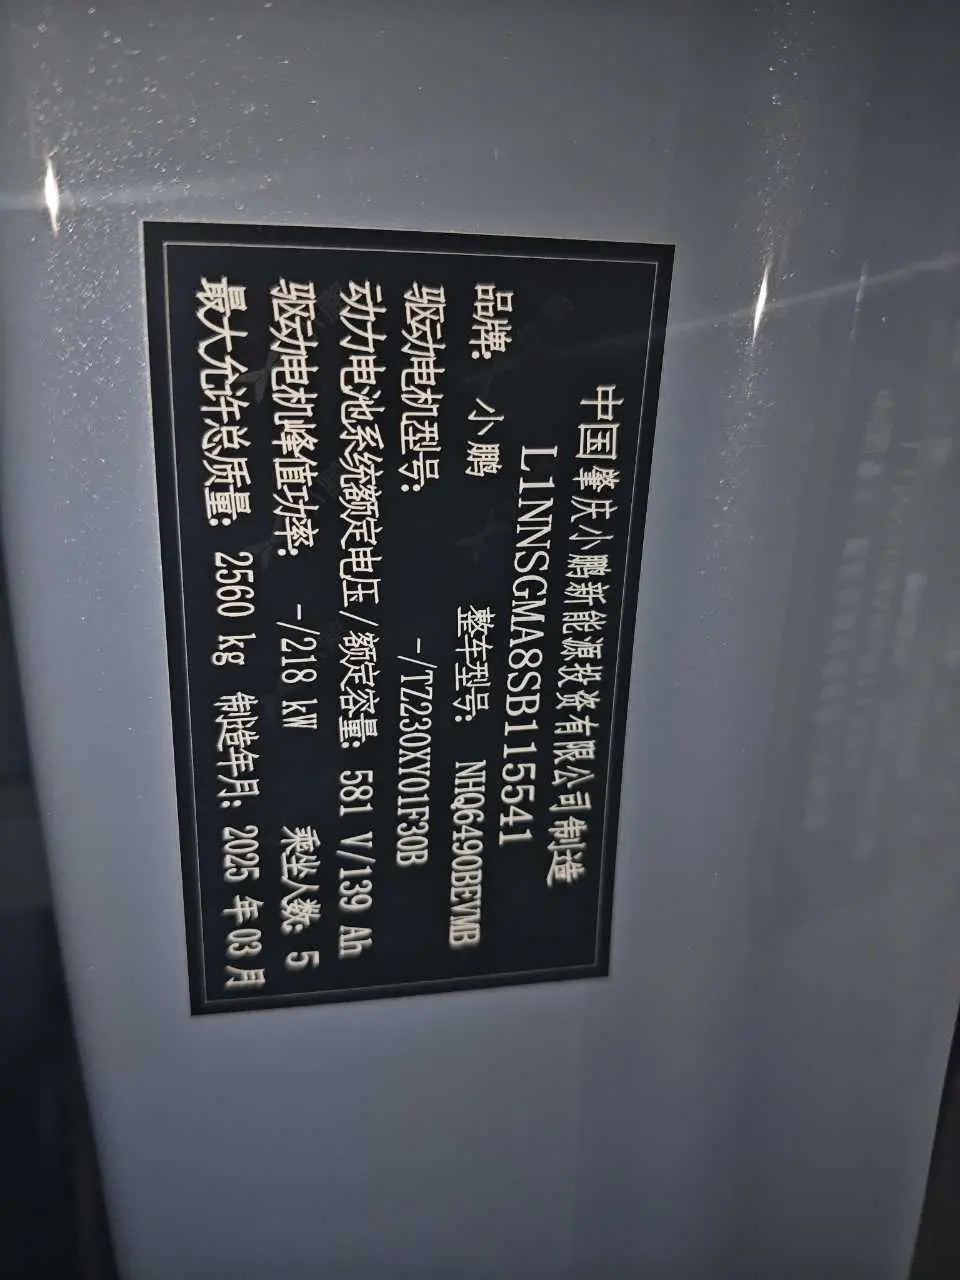 中国肇庆小鹏新能源投资有限公司制造
L1NNSGMA8SB115541
品牌: 小鹏 整车型号: NHQ6490BEVMB
驱动电机型号: -/TZ230XY01F30B
动力电池系统额定电压/额定容量: 581 V/139 Ah
驱动电机峰值功率: -/218 kW 乘坐人数: 5
最大允许总质量: 2560 kg 制造年月: 2025 年 03 月